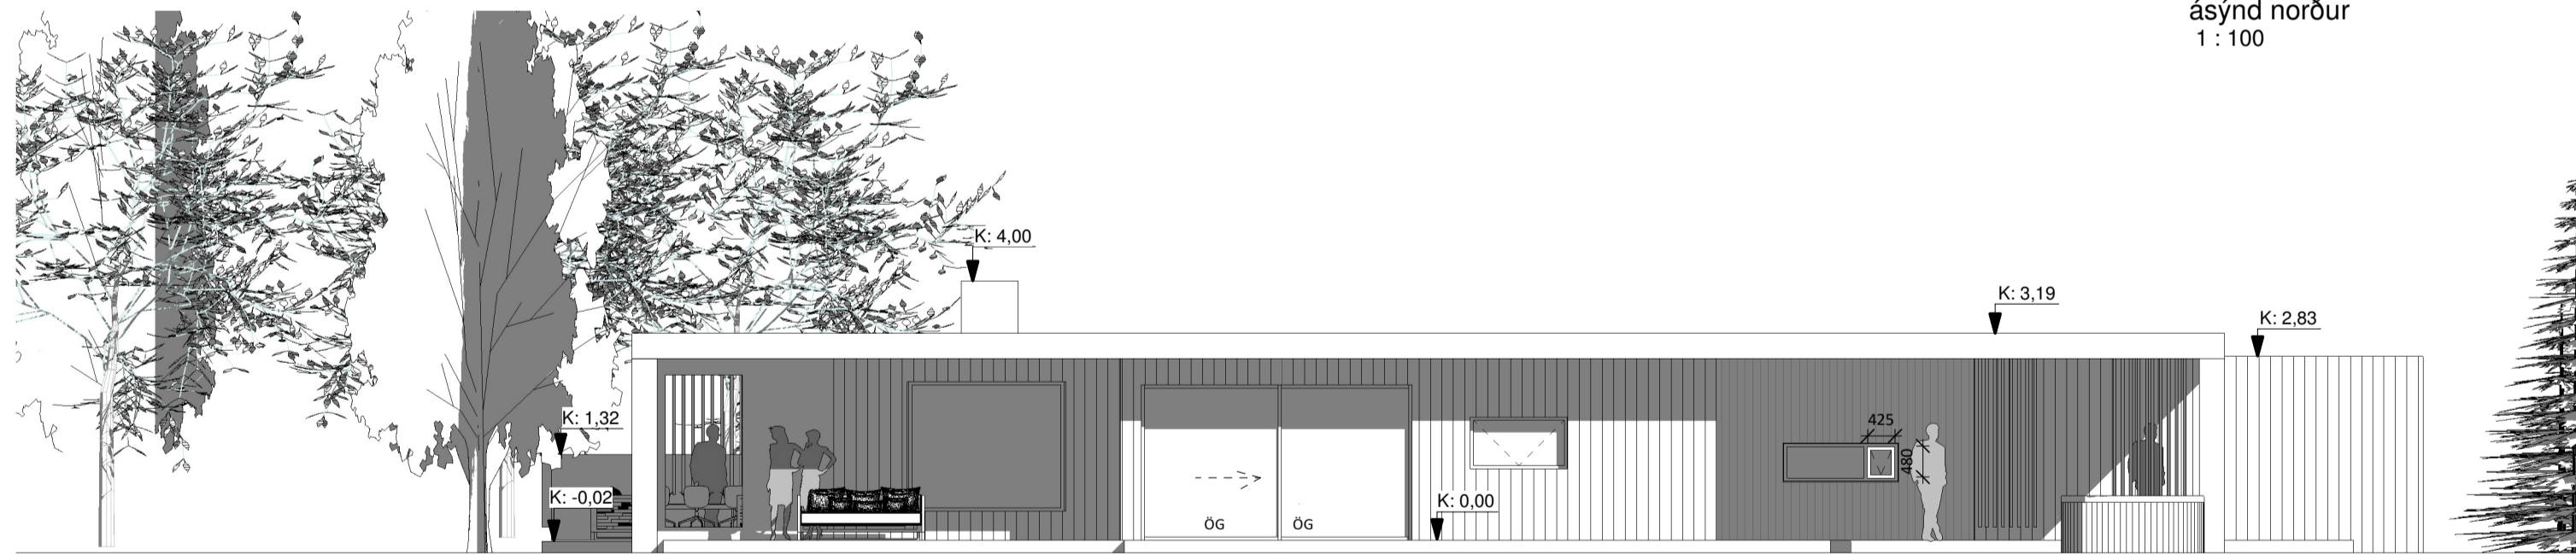 ásýnd norður
1 : 100
K: 4,00
K: 3,19
K: 2,83
K: 1,32
425
480
K: -0,02
K: 0,00
ÖG
ÖG